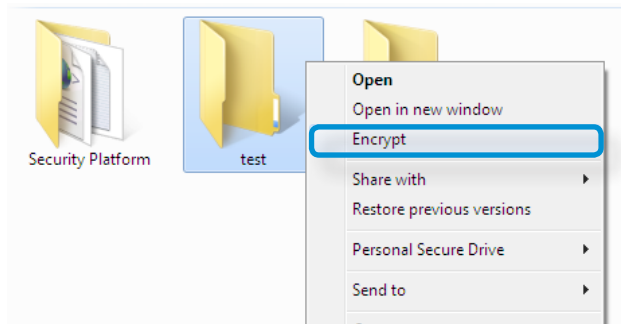 Security Platform
test
Open
Open in new window
Encrypt
Share with
Restore previous versions
Personal Secure Drive
Send to